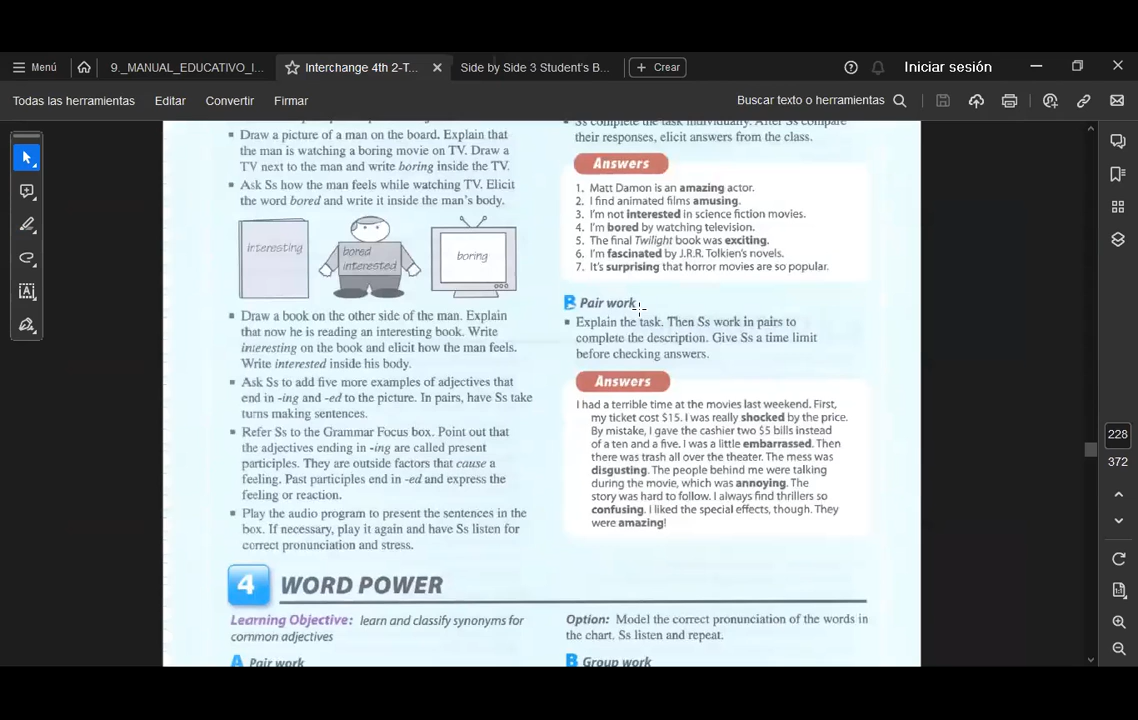 Menú
9._MANUAL_EDUCATIVO_I...
Interchange 4th 2-T...
Side by Side 3 Student's B...
Crear
Iniciar sesión
Todas las herramientas
Editar
Convertir
Firmar
Buscar texto o herramientas
Draw a picture of a man on the board. Explain that
the man is watching a boring movie on TV. Draw a
TV next to the man and write boring inside the TV.
Ask Ss how the man feels while watching TV. Elicit
the word bored and write it inside the man's body.
interesting
bored
interested
boring
Draw a book on the other side of the man. Explain
that now he is reading an interesting book. Write
interesting on the book and elicit how the man feels.
Write interested inside his body.
Ask Ss to add five more examples of adjectives that
end in -ing and -ed to the picture. In pairs, have Ss take
turns making sentences.
Refer Ss to the Grammar Focus box. Point out that
the adjectives ending in -ing are called present
participles. They are outside factors that cause a
feeling. Past participles end in -ed and express the
feeling or reaction.
Play the audio program to present the sentences in the
box. If necessary, play it again and have Ss listen for
correct pronunciation and stress.
Ss complete the task individually. After Ss compare
their responses, elicit answers from the class.
Answers
1. Matt Damon is an amazing actor.
2. I find animated films amusing.
3. I'm not interested in science fiction movies.
4. I'm bored by watching television.
5. The final Twilight book was exciting.
6. I'm fascinated by J.R.R. Tolkien's novels.
7. It's surprising that horror movies are so popular.
B Pair work
Explain the task. Then Ss work in pairs to
complete the description. Give Ss a time limit
before checking answers.
Answers
I had a terrible time at the movies last weekend. First,
my ticket cost $15. I was really shocked by the price.
By mistake, I gave the cashier two $5 bills instead
of a ten and a five. I was a little embarrassed. Then
there was trash all over the theater. The mess was
disgusting. The people behind me were talking
during the movie, which was annoying. The
story was hard to follow. I always find thrillers so
confusing. I liked the special effects, though. They
were amazing!
4 WORD POWER
Learning Objective: learn and classify synonyms for
common adjectives
A Pair work
Option: Model the correct pronunciation of the words in
the chart. Ss listen and repeat.
B Group work
228
372